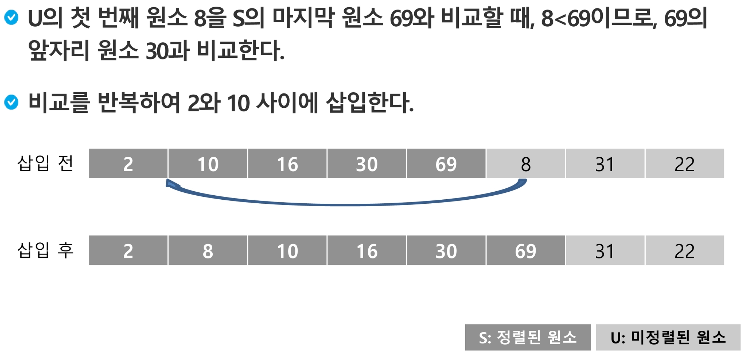 U의 첫 번째 원소 8을 S의 마지막 원소 69와 비교할 때, 8<69이므로, 69의
앞자리 원소 30과 비교한다.
비교를 반복하여 2와 10 사이에 삽입한다.
삽입 전 2 10 16 30 69 8 31 22
삽입 후 2 8 10 16 30 69 31 22
S: 정렬된 원소 U: 미정렬된 원소